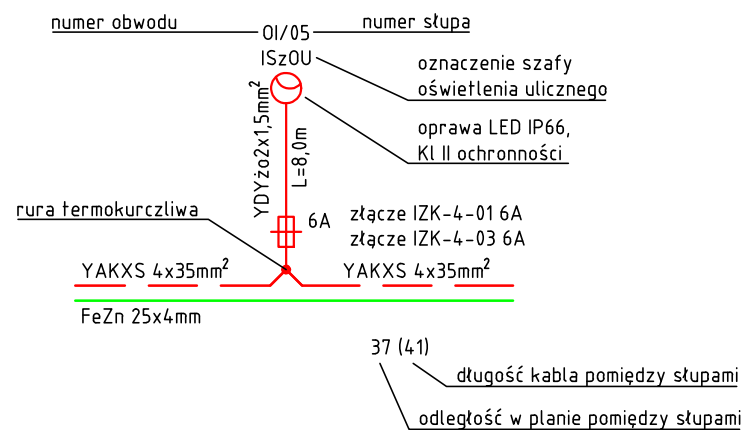 numer obwodu
numer słupa
OI/05
ISzOU
oznaczenie szafy
oświetlenia ulicznego
oprawa LED IP66,
Kl II ochronności
YDYżo2x1,5mm²
L=8,0m
rura termokurczliwa
6A
złącze IZK-4-01 6A
złącze IZK-4-03 6A
YAKXS 4x35mm²
YAKXS 4x35mm²
FeZn 25x4mm
37 (41)
długość kabla pomiędzy słupami
odległość w planie pomiędzy słupami